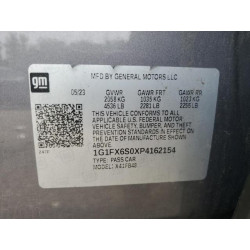 gm
MFD BY GENERAL MOTORS LLC
05/23 GVWR GAWR FRT GAWR RR
2058 KG 1035 KG 1023 KG
4536 LB 2281 LB 2255 LB
THIS VEHICLE CONFORMS TO ALL
APPLICABLE U.S. FEDERAL MOTOR
VEHICLE SAFETY, BUMPER, AND THEFT
PREVENTION STANDARDS IN EFFECT ON THE
DATE OF MANUFACTURE SHOWN
ABOVE.
1G1FX6S0XP4162154
TYPE: PASS CAR
MODEL: